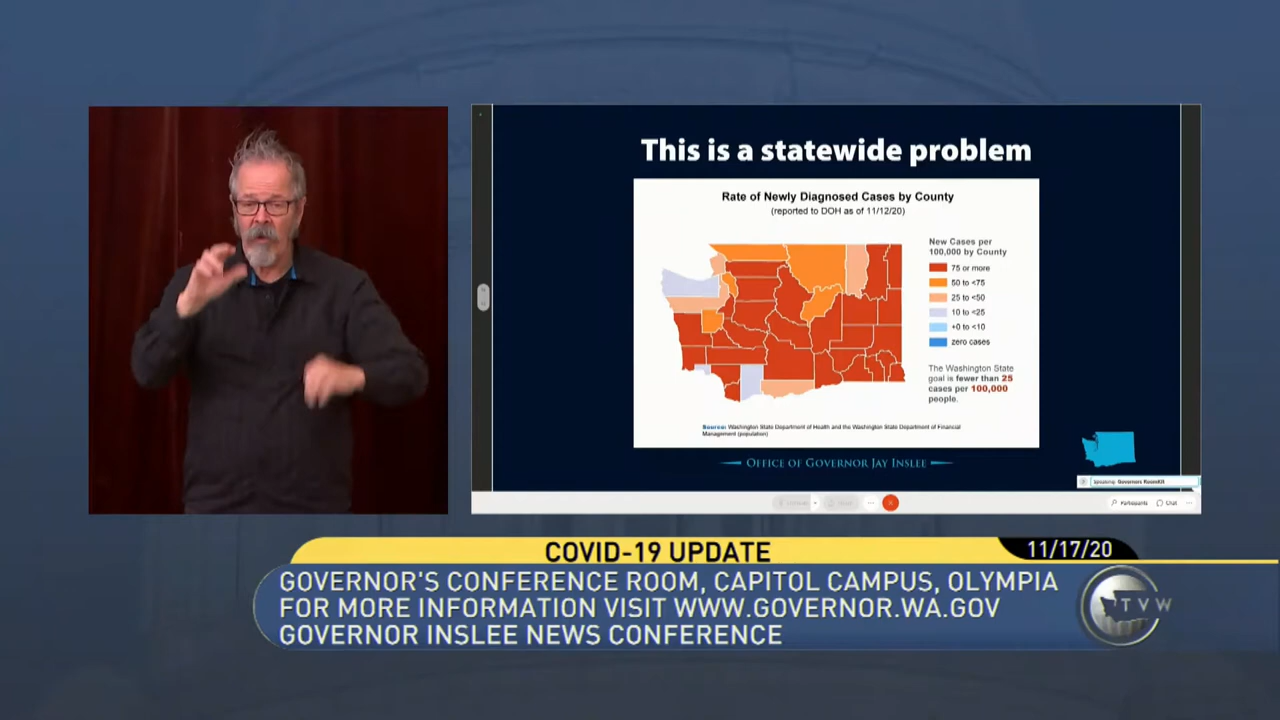 This is a statewide problem
Rate of Newly Diagnosed Cases by County
(reported to DOH as of 11/12/20)
New Cases per
100,000 by County
75 or more
50 to <75
25 to <50
10 to <25
+0 to <10
zero cases
The Washington State
goal is fewer than 25
cases per 100,000
people.
Source: Washington State Department of Health and the Washington State Department of Financial
Management (population)
OFFICE OF GOVERNOR JAY INSLEE
Speaking: Governors RoomKit
Participants
Chat
COVID-19 UPDATE
11/17/20
GOVERNOR'S CONFERENCE ROOM, CAPITOL CAMPUS, OLYMPIA
FOR MORE INFORMATION VISIT WWW.GOVERNOR.WA.GOV
GOVERNOR INSLEE NEWS CONFERENCE
TVW